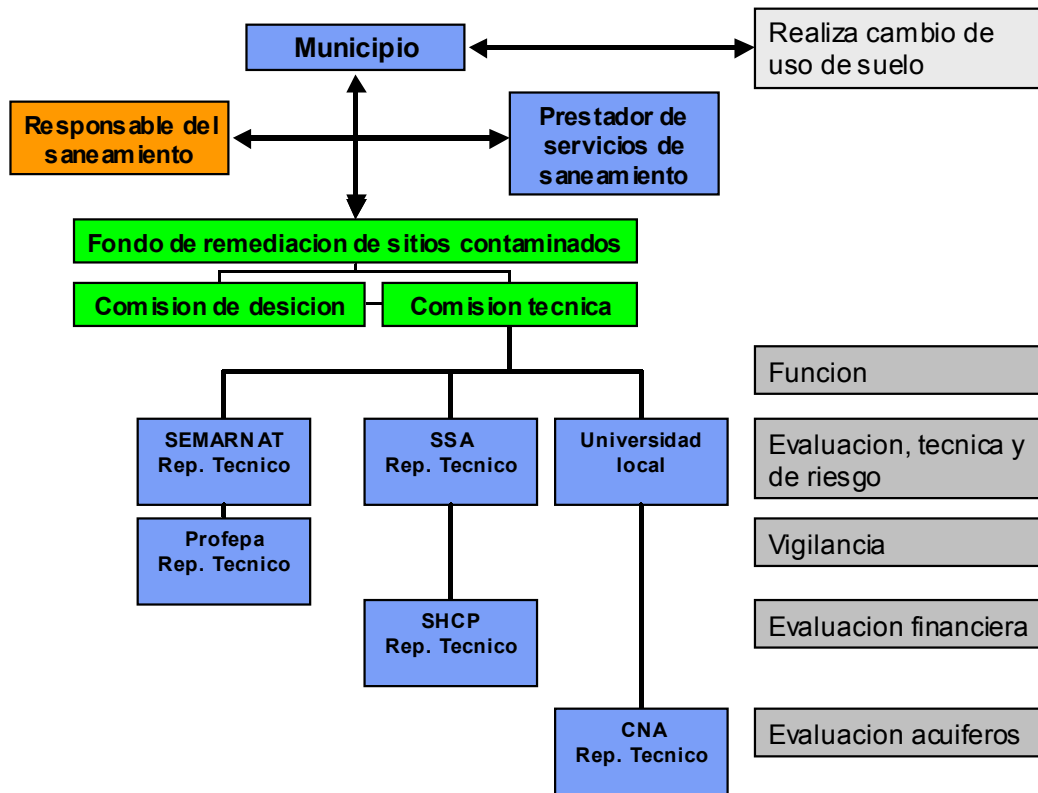 Municipio
Realiza cambio de
uso de suelo
Responsable del
saneamiento
Prestador de
servicios de
saneamiento
Fondo de remediacion de sitios contaminados
Comision de desicion
Comision tecnica
Funcion
SEMARNAT
Rep. Tecnico
SSA
Rep. Tecnico
Universidad
local
Evaluacion, tecnica y
de riesgo
Profepa
Rep. Tecnico
Vigilancia
SHCP
Rep. Tecnico
Evaluacion financiera
CNA
Rep. Tecnico
Evaluacion acuiferos